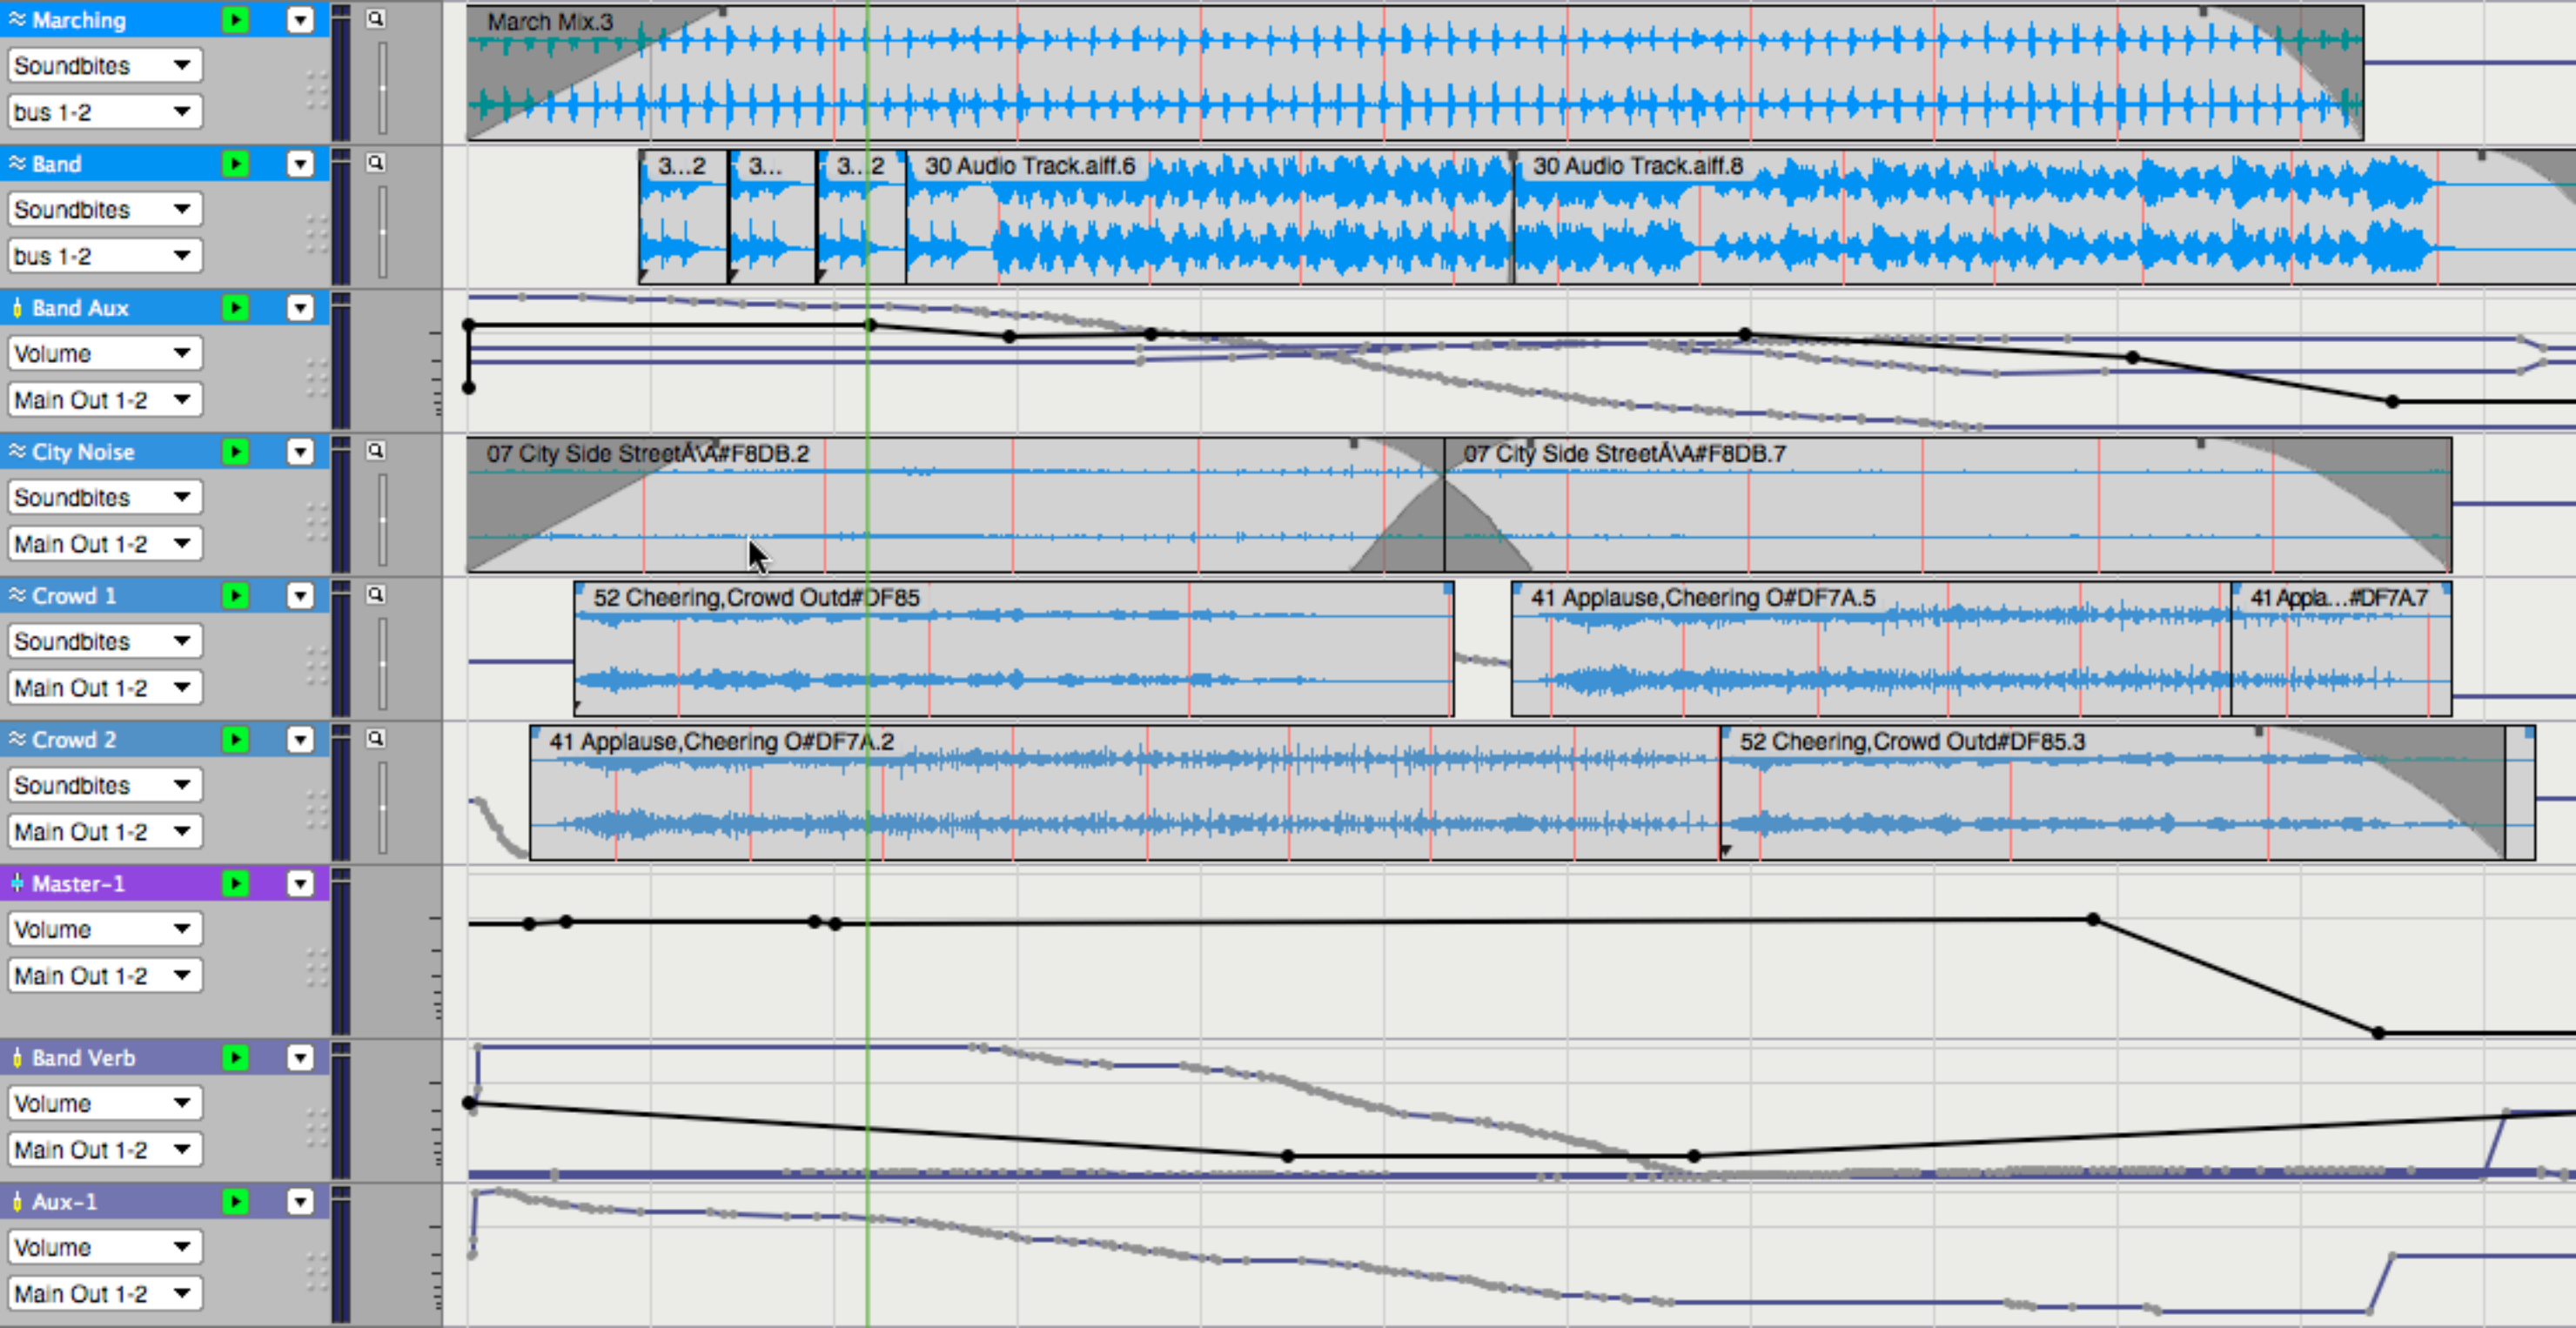 Marching
March Mix.3
Soundbites
bus 1-2
Band
3...2
3...
3...2
30 Audio Track.aiff.6
30 Audio Track.aiff.8
Soundbites
bus 1-2
Band Aux
Volume
Main Out 1-2
City Noise
07 City Side StreetÄ\Ä#F8DB.2
07 City Side StreetÄ\Ä#F8DB.7
Soundbites
Main Out 1-2
Crowd 1
52 Cheering,Crowd Outd#DF85
41 Applause,Cheering O#DF7A.5
41 Appla...#DF7A.7
Soundbites
Main Out 1-2
Crowd 2
41 Applause,Cheering O#DF7A.2
52 Cheering,Crowd Outd#DF85.3
Soundbites
Main Out 1-2
Master-1
Volume
Main Out 1-2
Band Verb
Volume
Main Out 1-2
Aux-1
Volume
Main Out 1-2